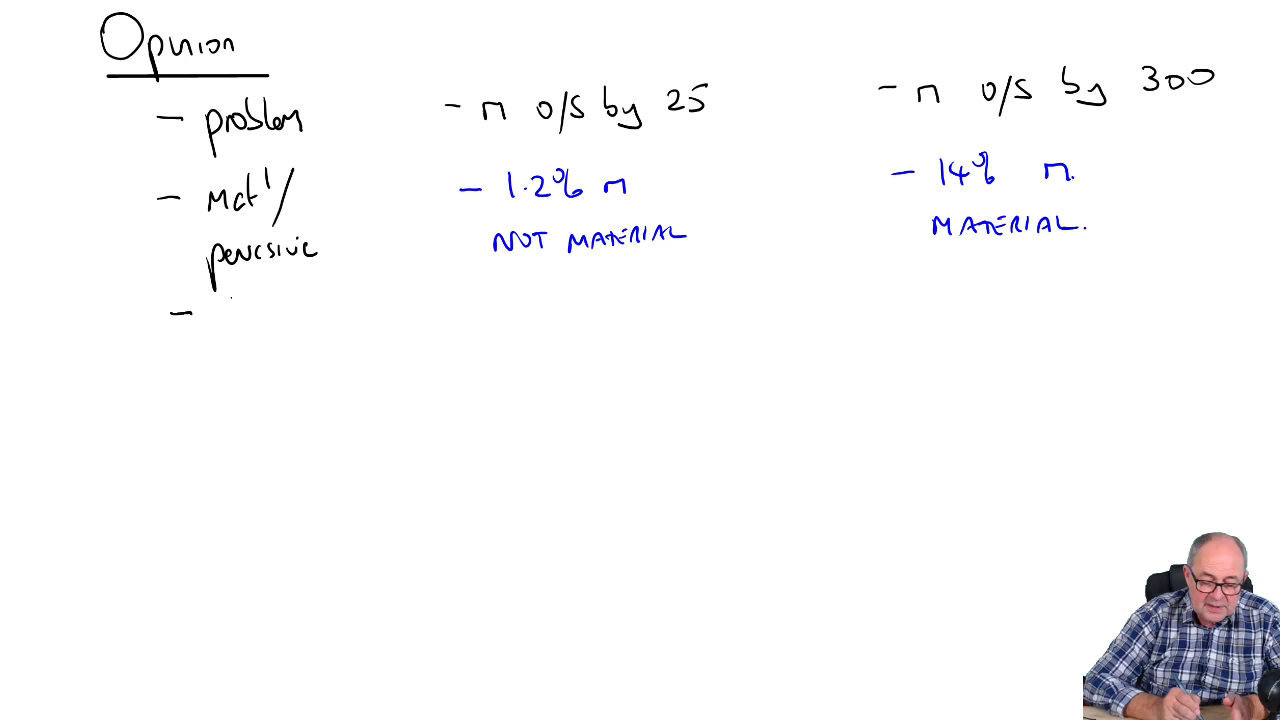 Opinion
- problem - π o/s by 25 - π o/s by 300
- mat'l/ - 1.2% π - 14% π.
pervasive NOT MATERIAL MATERIAL.
-